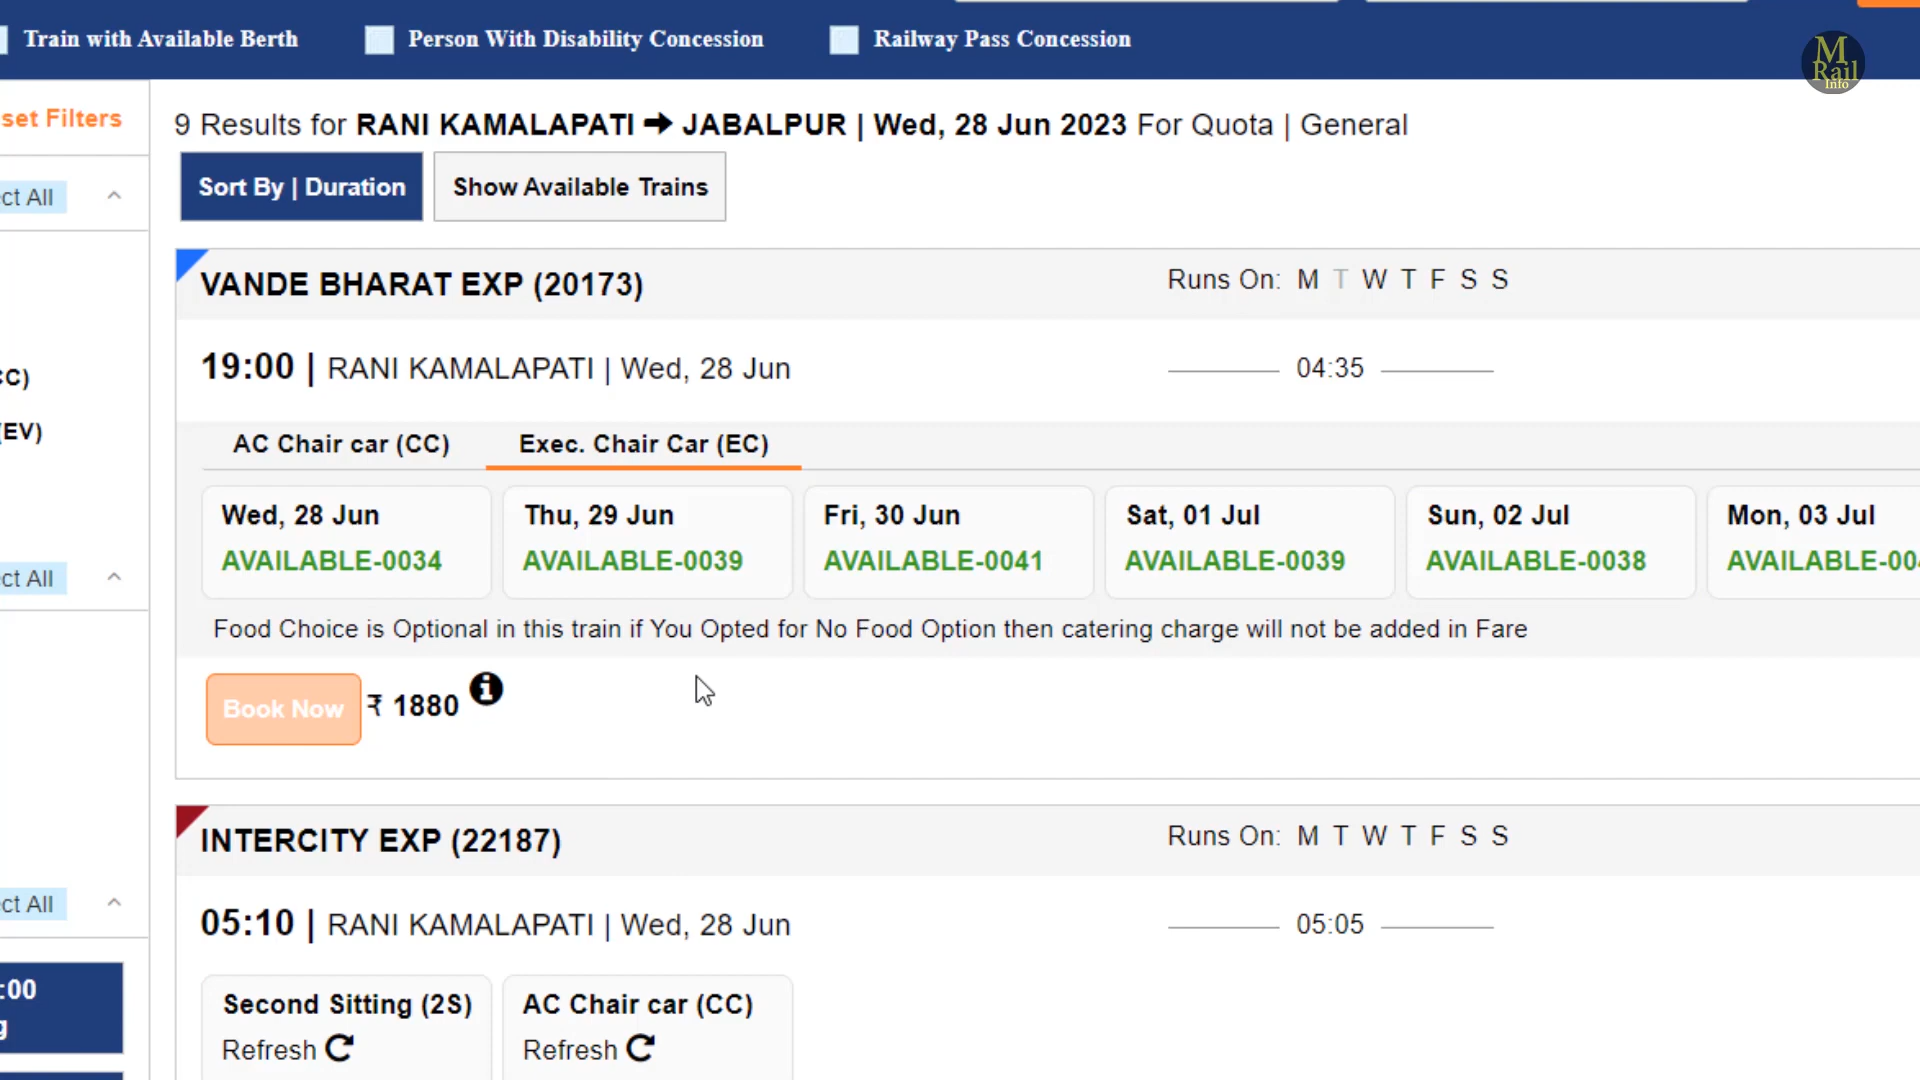 Train with Available Berth
Person With Disability Concession
Railway Pass Concession
M
Rail
Info
set Filters
9 Results for RANI KAMALAPATI ➡ JABALPUR | Wed, 28 Jun 2023 For Quota | General
ct All
Sort By | Duration
Show Available Trains
VANDE BHARAT EXP (20173)
Runs On: M T W T F S S
19:00 | RANI KAMALAPATI | Wed, 28 Jun
04:35
CC)
(EV)
AC Chair car (CC)
Exec. Chair Car (EC)
Wed, 28 Jun
AVAILABLE-0034
Thu, 29 Jun
AVAILABLE-0039
Fri, 30 Jun
AVAILABLE-0041
Sat, 01 Jul
AVAILABLE-0039
Sun, 02 Jul
AVAILABLE-0038
Mon, 03 Jul
AVAILABLE-00
ct All
Food Choice is Optional in this train if You Opted for No Food Option then catering charge will not be added in Fare
Book Now
₹ 1880
INTERCITY EXP (22187)
Runs On: M T W T F S S
05:10 | RANI KAMALAPATI | Wed, 28 Jun
05:05
ct All
:00
g
Second Sitting (2S)
Refresh
AC Chair car (CC)
Refresh